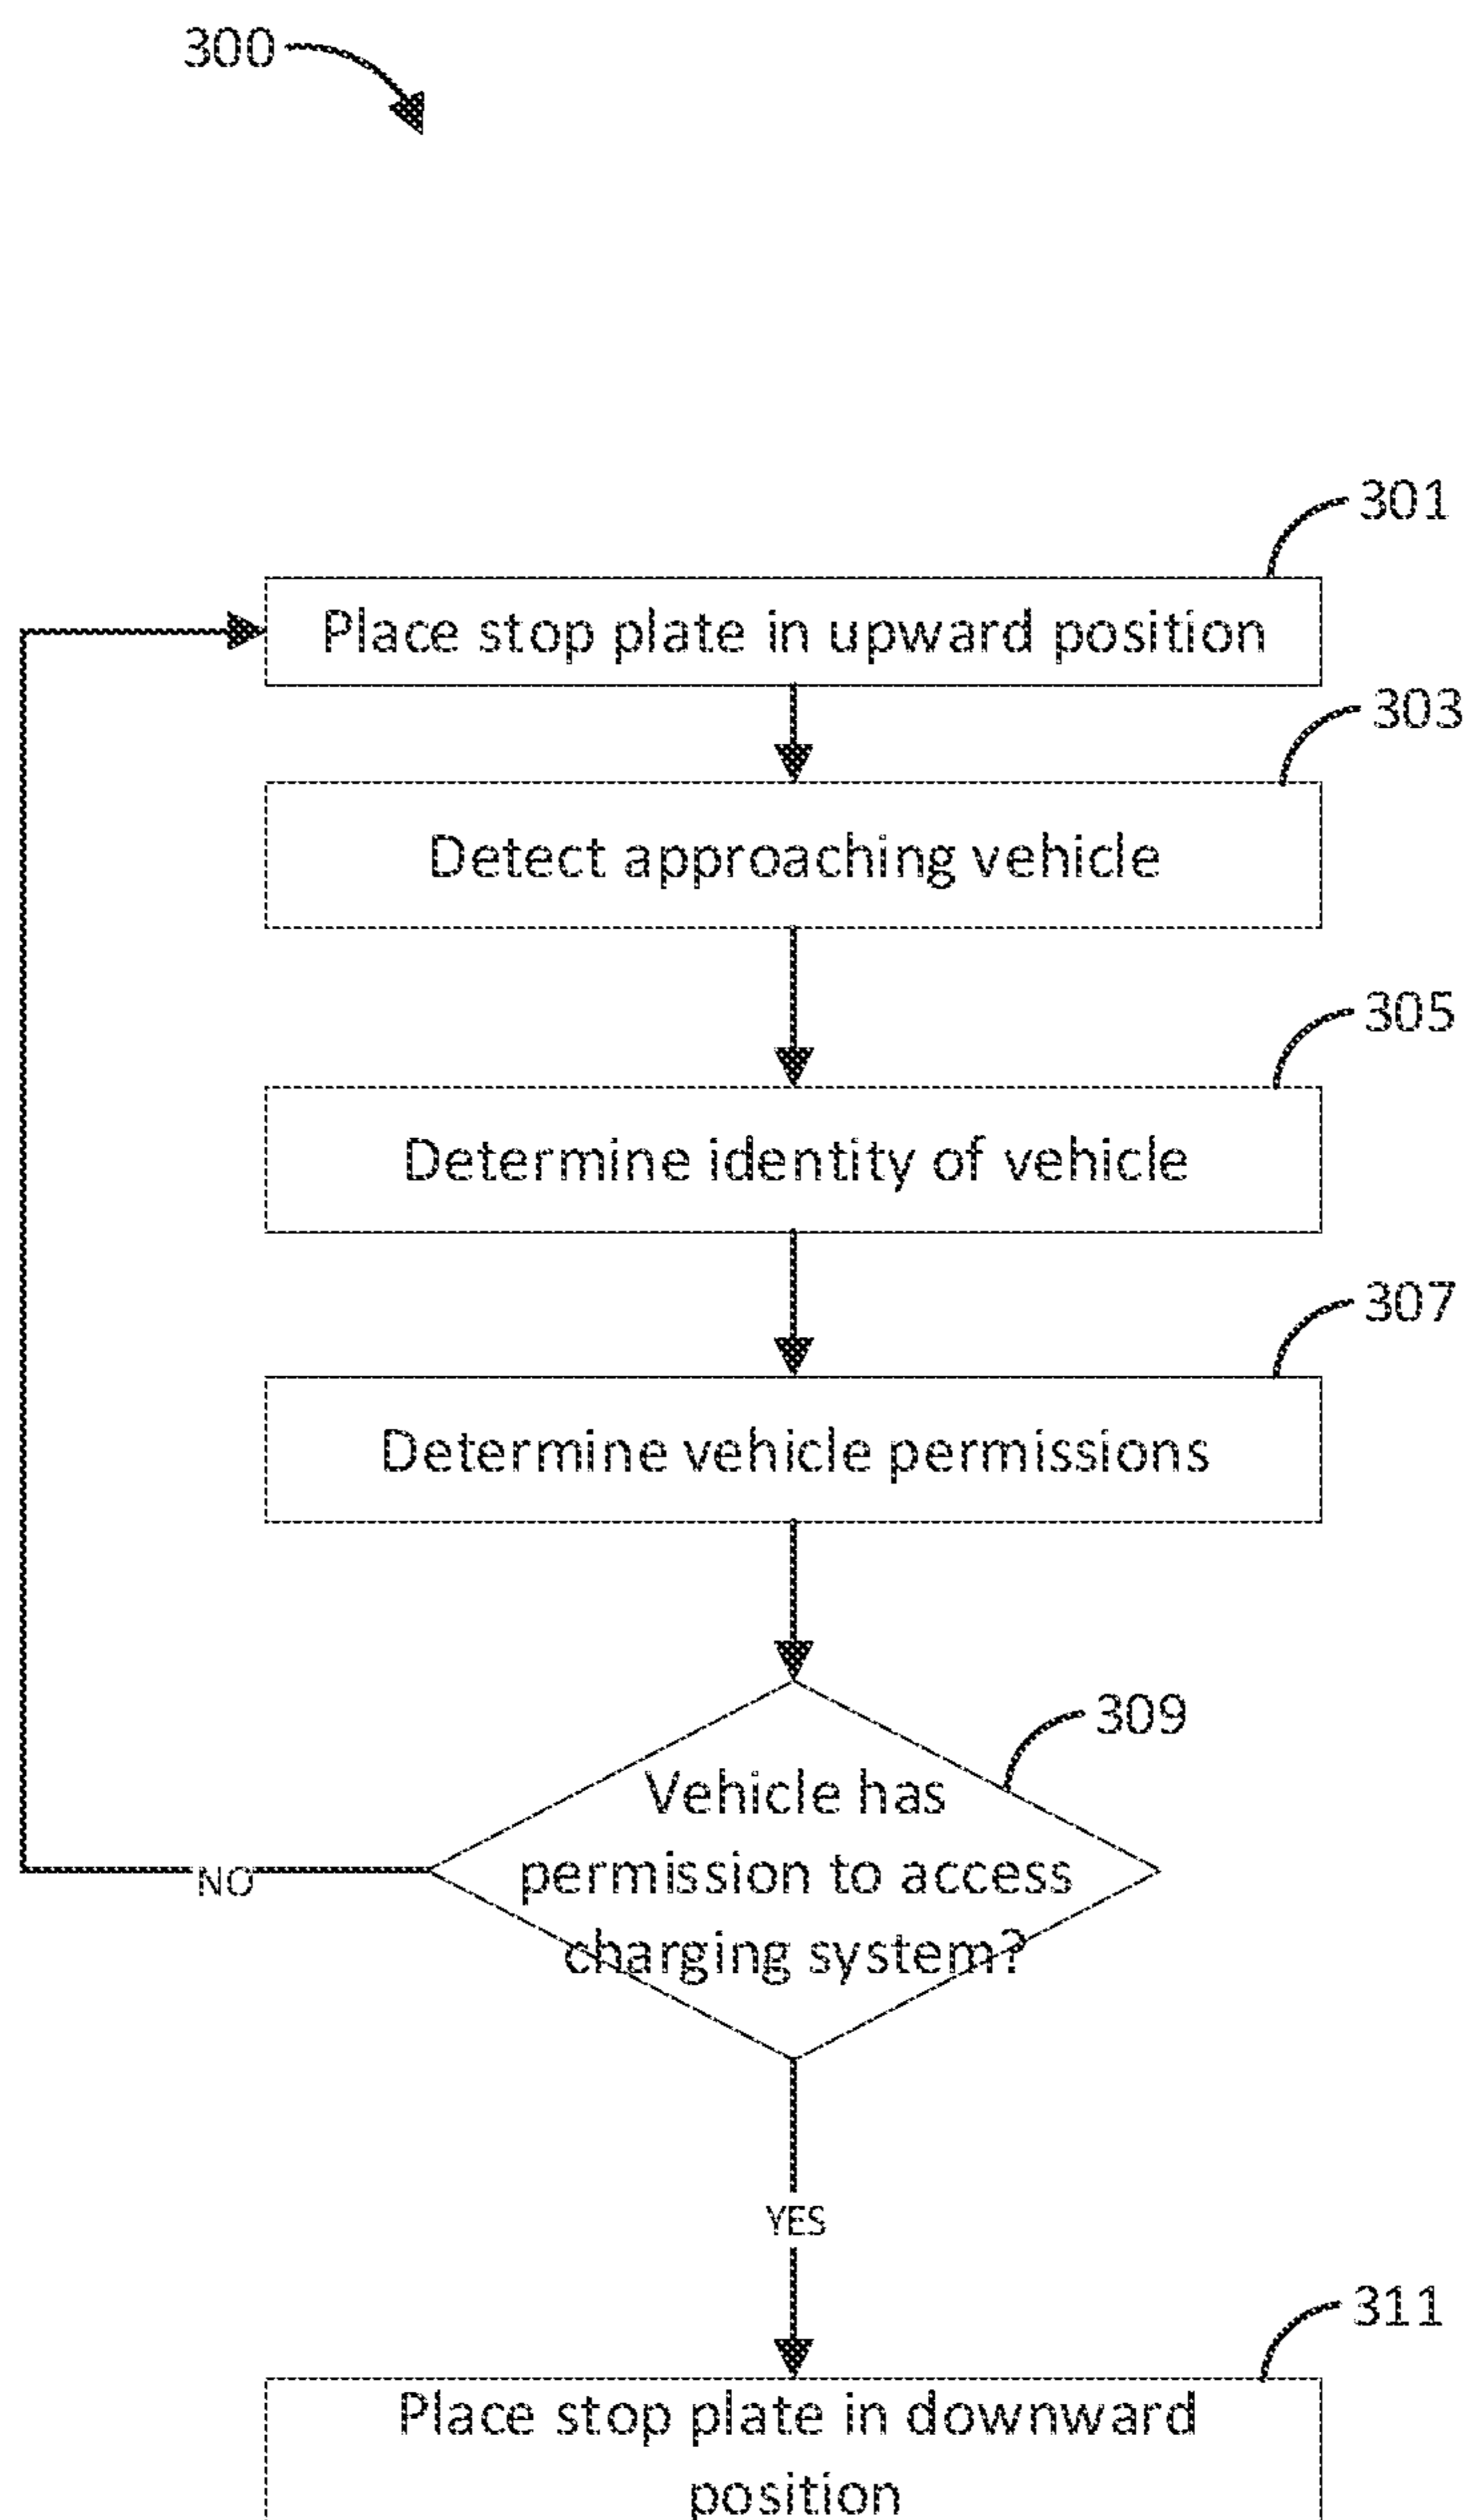 300
301
Place stop plate in upward position
303
Detect approaching vehicle
305
Determine identity of vehicle
307
Determine vehicle permissions
309
Vehicle has
permission to access
charging system?
NO
YES
311
Place stop plate in downward
position